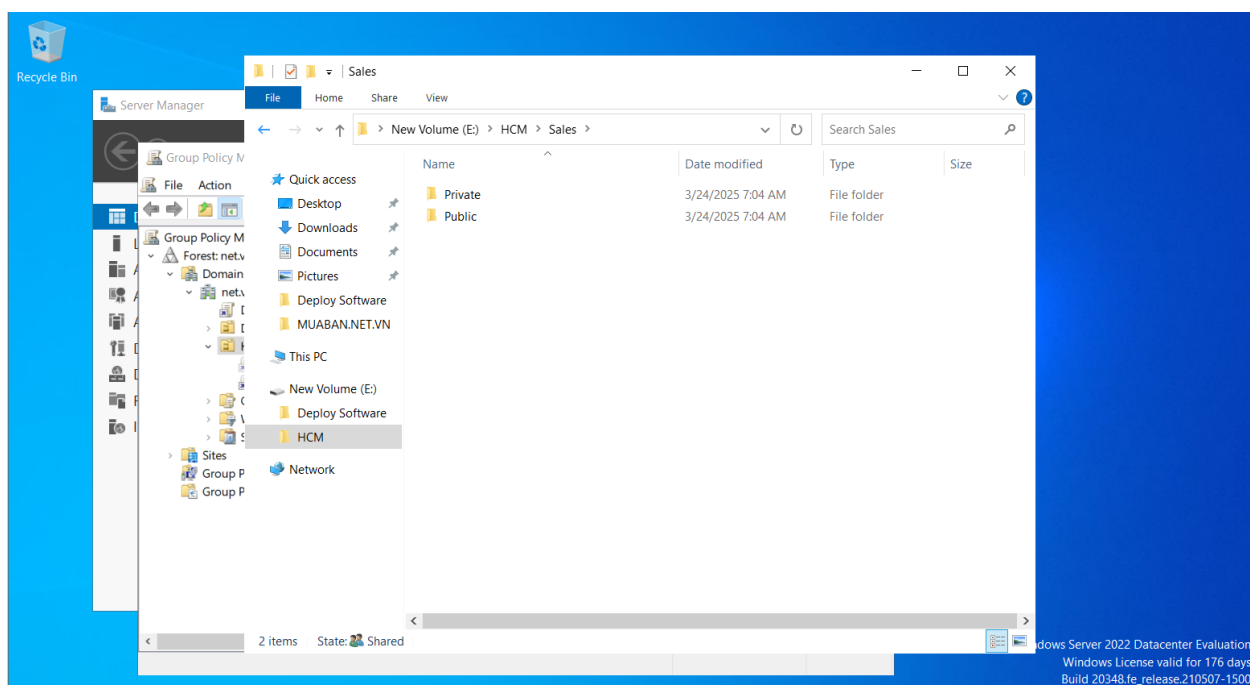 Recycle Bin
Server Manager
Sales
File Home Share View
New Volume (E:) > HCM > Sales >
Search Sales
Group Policy M
File Action
Group Policy M
Forest: net.v
Domain
net.v
Sites
Group P
Group P
Quick access
Desktop
Downloads
Documents
Pictures
Deploy Software
MUABAN.NET.VN
This PC
New Volume (E:)
Deploy Software
HCM
Network
Name Date modified Type Size
Private 3/24/2025 7:04 AM File folder
Public 3/24/2025 7:04 AM File folder
2 items State: Shared
dows Server 2022 Datacenter Evaluation
Windows License valid for 176 days
Build 20348.fe_release.210507-1500